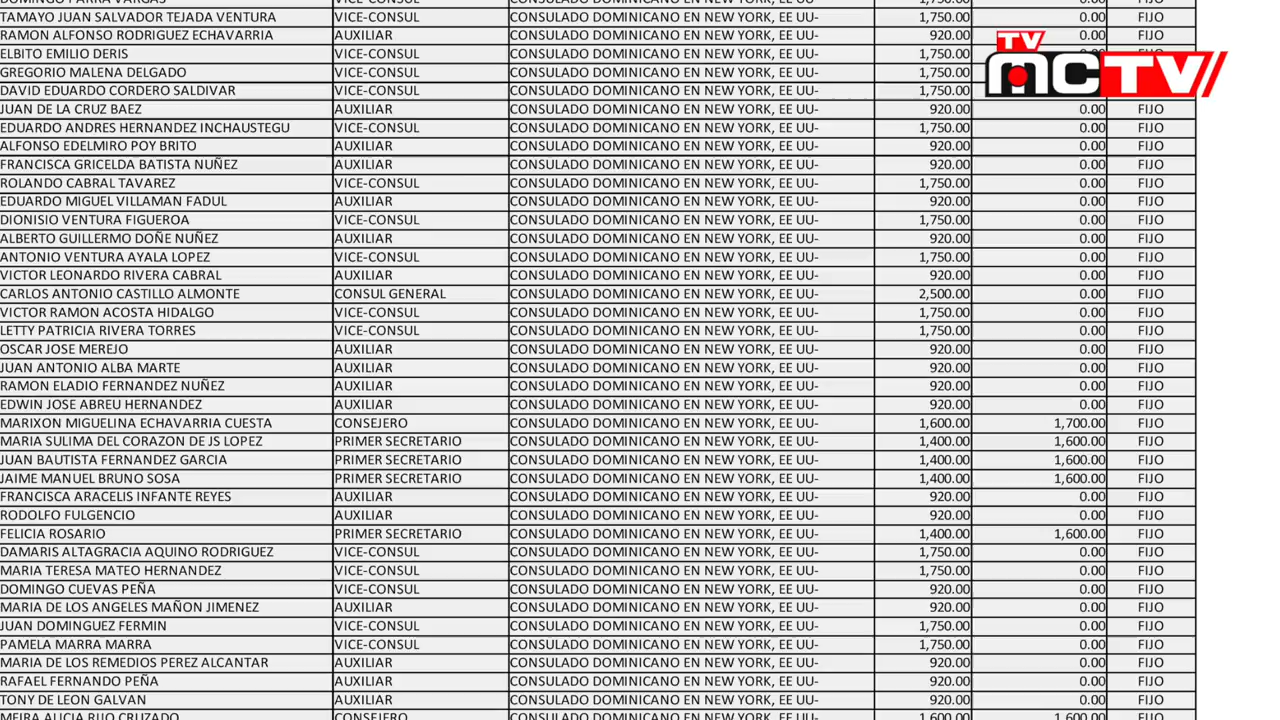 DOMINGO PARRA VARGAS VICE-CONSUL CONSULADO DOMINICANO EN NEW YORK, EE UU- 1,750.00 0.00 FIJO
TAMAYO JUAN SALVADOR TEJADA VENTURA VICE-CONSUL CONSULADO DOMINICANO EN NEW YORK, EE UU- 1,750.00 0.00 FIJO
RAMON ALFONSO RODRIGUEZ ECHAVARRIA AUXILIAR CONSULADO DOMINICANO EN NEW YORK, EE UU- 920.00 0.00 FIJO
TV
ELBITO EMILIO DERIS VICE-CONSUL CONSULADO DOMINICANO EN NEW YORK, EE UU- 1,750.00 0.00 FIJO
GREGORIO MALENA DELGADO VICE-CONSUL CONSULADO DOMINICANO EN NEW YORK, EE UU- 1,750.00
MCTV
DAVID EDUARDO CORDERO SALDIVAR VICE-CONSUL CONSULADO DOMINICANO EN NEW YORK, EE UU- 1,750.00
JUAN DE LA CRUZ BAEZ AUXILIAR CONSULADO DOMINICANO EN NEW YORK, EE UU- 920.00 0.00 FIJO
EDUARDO ANDRES HERNANDEZ INCHAUSTEGU VICE-CONSUL CONSULADO DOMINICANO EN NEW YORK, EE UU- 1,750.00 0.00 FIJO
ALFONSO EDELMIRO POY BRITO AUXILIAR CONSULADO DOMINICANO EN NEW YORK, EE UU- 920.00 0.00 FIJO
FRANCISCA GRICELDA BATISTA NUÑEZ AUXILIAR CONSULADO DOMINICANO EN NEW YORK, EE UU- 920.00 0.00 FIJO
ROLANDO CABRAL TAVAREZ VICE-CONSUL CONSULADO DOMINICANO EN NEW YORK, EE UU- 1,750.00 0.00 FIJO
EDUARDO MIGUEL VILLAMAN FADUL AUXILIAR CONSULADO DOMINICANO EN NEW YORK, EE UU- 920.00 0.00 FIJO
DIONISIO VENTURA FIGUEROA VICE-CONSUL CONSULADO DOMINICANO EN NEW YORK, EE UU- 1,750.00 0.00 FIJO
ALBERTO GUILLERMO DOÑE NUÑEZ AUXILIAR CONSULADO DOMINICANO EN NEW YORK, EE UU- 920.00 0.00 FIJO
ANTONIO VENTURA AYALA LOPEZ VICE-CONSUL CONSULADO DOMINICANO EN NEW YORK, EE UU- 1,750.00 0.00 FIJO
VICTOR LEONARDO RIVERA CABRAL AUXILIAR CONSULADO DOMINICANO EN NEW YORK, EE UU- 920.00 0.00 FIJO
CARLOS ANTONIO CASTILLO ALMONTE CONSUL GENERAL CONSULADO DOMINICANO EN NEW YORK, EE UU- 2,500.00 0.00 FIJO
VICTOR RAMON ACOSTA HIDALGO VICE-CONSUL CONSULADO DOMINICANO EN NEW YORK, EE UU- 1,750.00 0.00 FIJO
LETTY PATRICIA RIVERA TORRES VICE-CONSUL CONSULADO DOMINICANO EN NEW YORK, EE UU- 1,750.00 0.00 FIJO
OSCAR JOSE MEREJO AUXILIAR CONSULADO DOMINICANO EN NEW YORK, EE UU- 920.00 0.00 FIJO
JUAN ANTONIO ALBA MARTE AUXILIAR CONSULADO DOMINICANO EN NEW YORK, EE UU- 920.00 0.00 FIJO
RAMON ELADIO FERNANDEZ NUÑEZ AUXILIAR CONSULADO DOMINICANO EN NEW YORK, EE UU- 920.00 0.00 FIJO
EDWIN JOSE ABREU HERNANDEZ AUXILIAR CONSULADO DOMINICANO EN NEW YORK, EE UU- 920.00 0.00 FIJO
MARIXON MIGUELINA ECHAVARRIA CUESTA CONSEJERO CONSULADO DOMINICANO EN NEW YORK, EE UU- 1,600.00 1,700.00 FIJO
MARIA SULIMA DEL CORAZON DE JS LOPEZ PRIMER SECRETARIO CONSULADO DOMINICANO EN NEW YORK, EE UU- 1,400.00 1,600.00 FIJO
JUAN BAUTISTA FERNANDEZ GARCIA PRIMER SECRETARIO CONSULADO DOMINICANO EN NEW YORK, EE UU- 1,400.00 1,600.00 FIJO
JAIME MANUEL BRUNO SOSA PRIMER SECRETARIO CONSULADO DOMINICANO EN NEW YORK, EE UU- 1,400.00 1,600.00 FIJO
FRANCISCA ARACELIS INFANTE REYES AUXILIAR CONSULADO DOMINICANO EN NEW YORK, EE UU- 920.00 0.00 FIJO
RODOLFO FULGENCIO AUXILIAR CONSULADO DOMINICANO EN NEW YORK, EE UU- 920.00 0.00 FIJO
FELICIA ROSARIO PRIMER SECRETARIO CONSULADO DOMINICANO EN NEW YORK, EE UU- 1,400.00 1,600.00 FIJO
DAMARIS ALTAGRACIA AQUINO RODRIGUEZ VICE-CONSUL CONSULADO DOMINICANO EN NEW YORK, EE UU- 1,750.00 0.00 FIJO
MARIA TERESA MATEO HERNANDEZ VICE-CONSUL CONSULADO DOMINICANO EN NEW YORK, EE UU- 1,750.00 0.00 FIJO
DOMINGO CUEVAS PEÑA VICE-CONSUL CONSULADO DOMINICANO EN NEW YORK, EE UU- 920.00 0.00 FIJO
MARIA DE LOS ANGELES MAÑON JIMENEZ AUXILIAR CONSULADO DOMINICANO EN NEW YORK, EE UU- 920.00 0.00 FIJO
JUAN DOMINGUEZ FERMIN VICE-CONSUL CONSULADO DOMINICANO EN NEW YORK, EE UU- 1,750.00 0.00 FIJO
PAMELA MARRA MARRA VICE-CONSUL CONSULADO DOMINICANO EN NEW YORK, EE UU- 1,750.00 0.00 FIJO
MARIA DE LOS REMEDIOS PEREZ ALCANTAR AUXILIAR CONSULADO DOMINICANO EN NEW YORK, EE UU- 920.00 0.00 FIJO
RAFAEL FERNANDO PEÑA AUXILIAR CONSULADO DOMINICANO EN NEW YORK, EE UU- 920.00 0.00 FIJO
TONY DE LEON GALVAN AUXILIAR CONSULADO DOMINICANO EN NEW YORK, EE UU- 920.00 0.00 FIJO
MEIRA ALICIA RIJO CRUZADO CONSEJERO CONSULADO DOMINICANO EN NEW YORK, EE UU- 1,600.00 1,600.00 FIJO